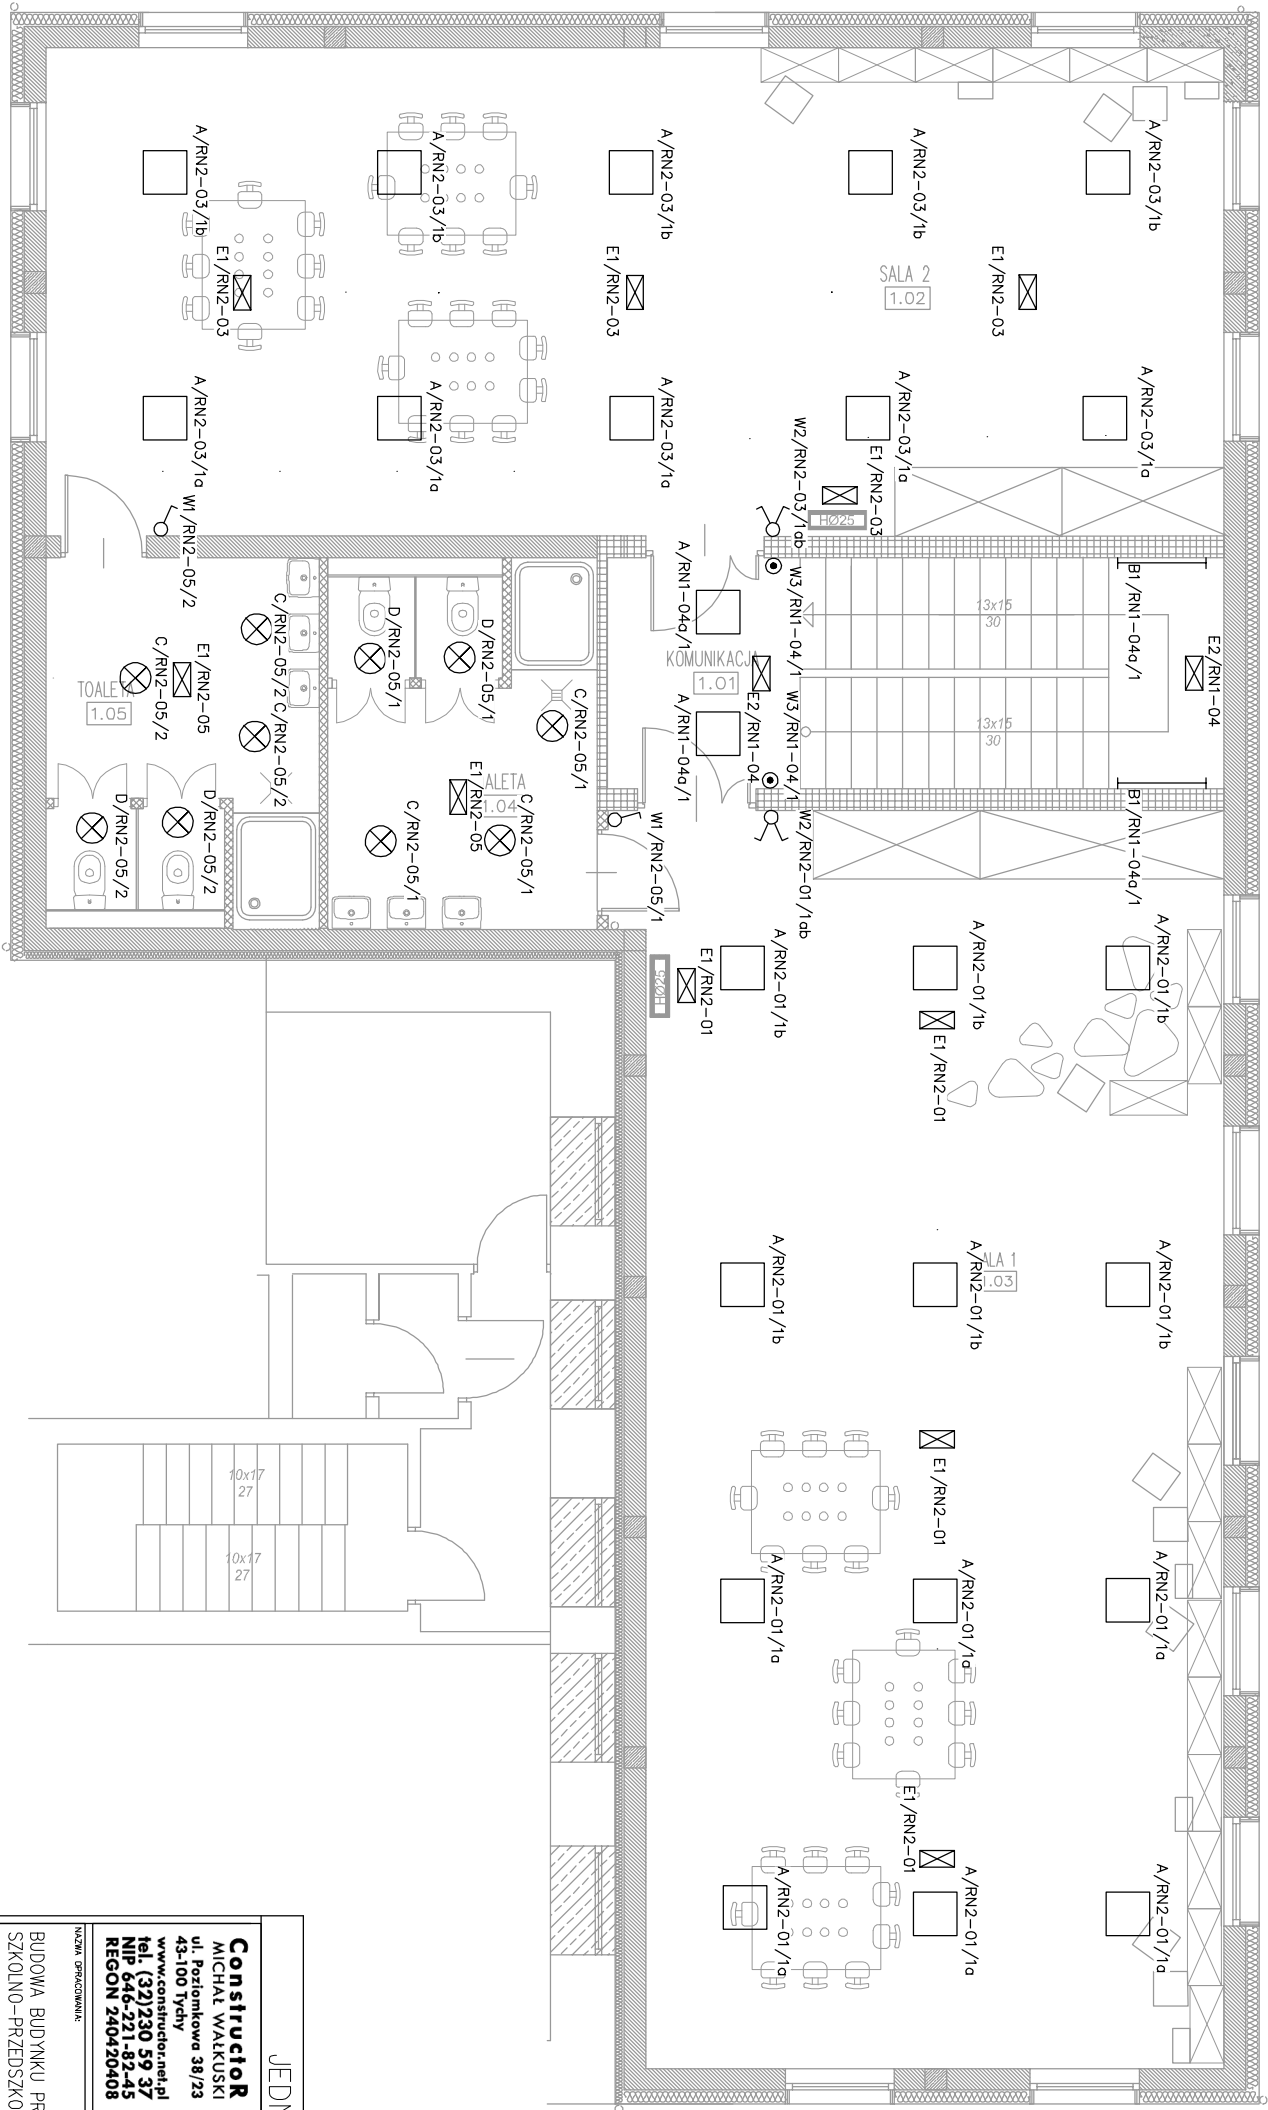 A/RN2-03/1b
A/RN2-03/1b
A/RN2-03/1b
A/RN2-03/1b
A/RN2-03/1b
E1/RN2-03
E1/RN2-03
SALA 2
1.02
E1/RN2-03
A/RN2-03/1a
A/RN2-03/1a
A/RN2-03/1a
A/RN2-03/1a
A/RN2-03/1a
W2/RN2-03/1ab
E1/RN2-03
HØ25
W1/RN2-05/2
A/RN1-04a/1
W3/RN1-04/1
B1/RN1-04a/1
13x15
30
C/RN2-05/2
D/RN2-05/1
D/RN2-05/1
KOMUNIKACJA
1.01
E2/RN1-04
C/RN2-05/2
E1/RN2-05
C/RN2-05/2
TOALETA
1.05
C/RN2-05/1
A/RN1-04a/1
E2/RN1-04
W3/RN1-04/1
13x15
30
D/RN2-05/2
D/RN2-05/2
ALETA
1.04
E1/RN2-05
C/RN2-05/1
C/RN2-05/1
W1/RN2-05/1
W2/RN2-01/1ab
B1/RN1-04a/1
HØ25
E1/RN2-01
A/RN2-01/1b
A/RN2-01/1b
A/RN2-01/1b
E1/RN2-01
A/RN2-01/1b
ALA 1
1.03
A/RN2-01/1b
A/RN2-01/1b
10x17
27
10x17
27
E1/RN2-01
A/RN2-01/1a
A/RN2-01/1a
A/RN2-01/1a
E1/RN2-01
A/RN2-01/1a
A/RN2-01/1a
A/RN2-01/1a
JEDN
ConstructoR
MICHAŁ WAŁKUSKI
ul. Poziomkowa 38/23
43-100 Tychy
www.constructor.net.pl
tel. (32)230 59 37
NIP 646-221-82-45
REGON 240420408
NAZWA OPRACOWANIA:
BUDOWA BUDYNKU PR
SZKOLNO-PRZEDSZKO